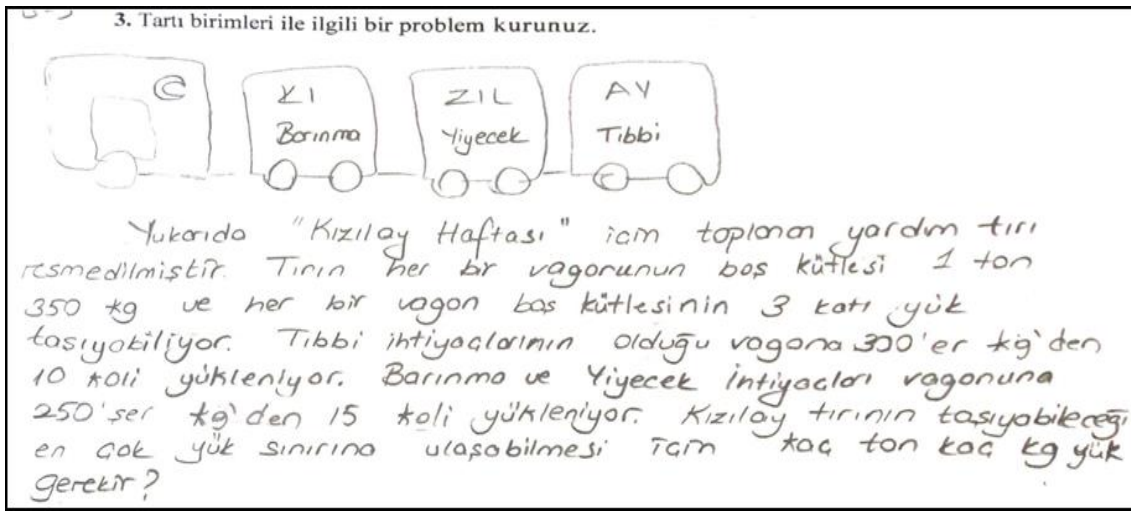 3. Tartı birimleri ile ilgili bir problem kurunuz.
C KI ZIL AY
Barınma Yiyecek Tıbbi
Yukarıda "Kızılay Haftası" için toplanan yardım tırı
resmedilmiştir. Tırın her bir vagonunun boş kütlesi 1 ton
350 kg ve her bir vagon boş kütlesinin 3 katı yük
taşıyabiliyor. Tıbbi ihtiyaçlarının olduğu vagona 300'er kg'den
10 koli yükleniyor. Barınma ve Yiyecek ihtiyaçları vagonuna
250'şer kg'den 15 koli yükleniyor. Kızılay tırının taşıyabileceği
en çok yük sınırına ulaşabilmesi için kaç ton kaç kg yük
gerekir?